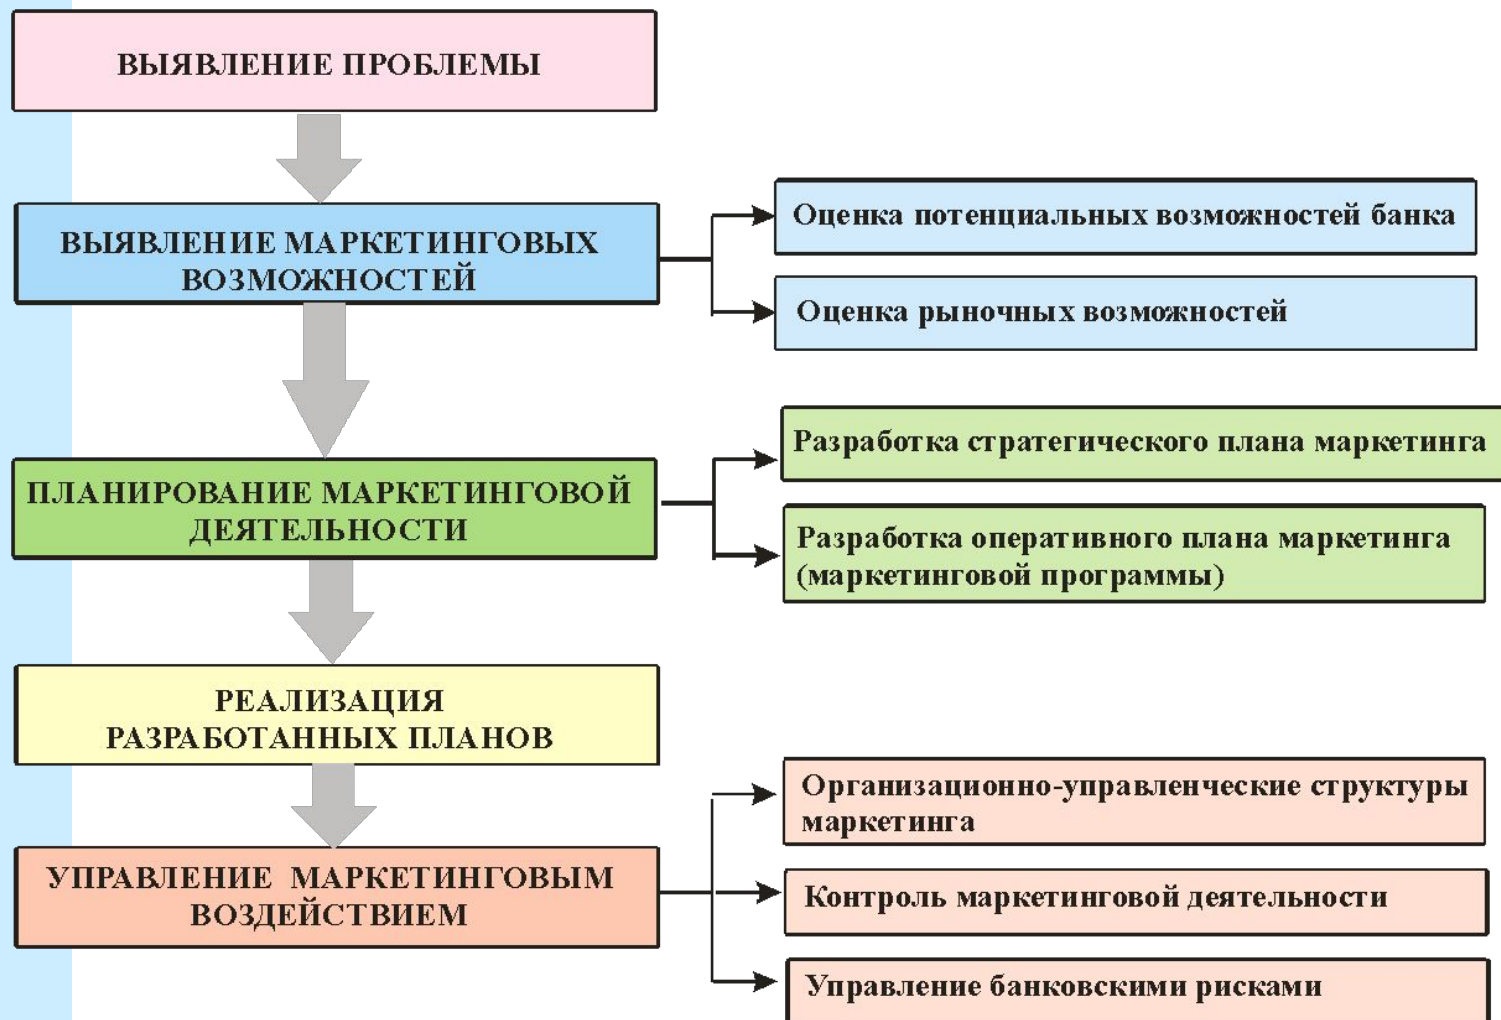 ВЫЯВЛЕНИЕ ПРОБЛЕМЫ
ВЫЯВЛЕНИЕ МАРКЕТИНГОВЫХ
ВОЗМОЖНОСТЕЙ
Оценка потенциальных возможностей банка
Оценка рыночных возможностей
ПЛАНИРОВАНИЕ МАРКЕТИНГОВОЙ
ДЕЯТЕЛЬНОСТИ
Разработка стратегического плана маркетинга
Разработка оперативного плана маркетинга
(маркетинговой программы)
РЕАЛИЗАЦИЯ
РАЗРАБОТАННЫХ ПЛАНОВ
УПРАВЛЕНИЕ МАРКЕТИНГОВЫМ
ВОЗДЕЙСТВИЕМ
Организационно-управленческие структуры
маркетинга
Контроль маркетинговой деятельности
Управление банковскими рисками